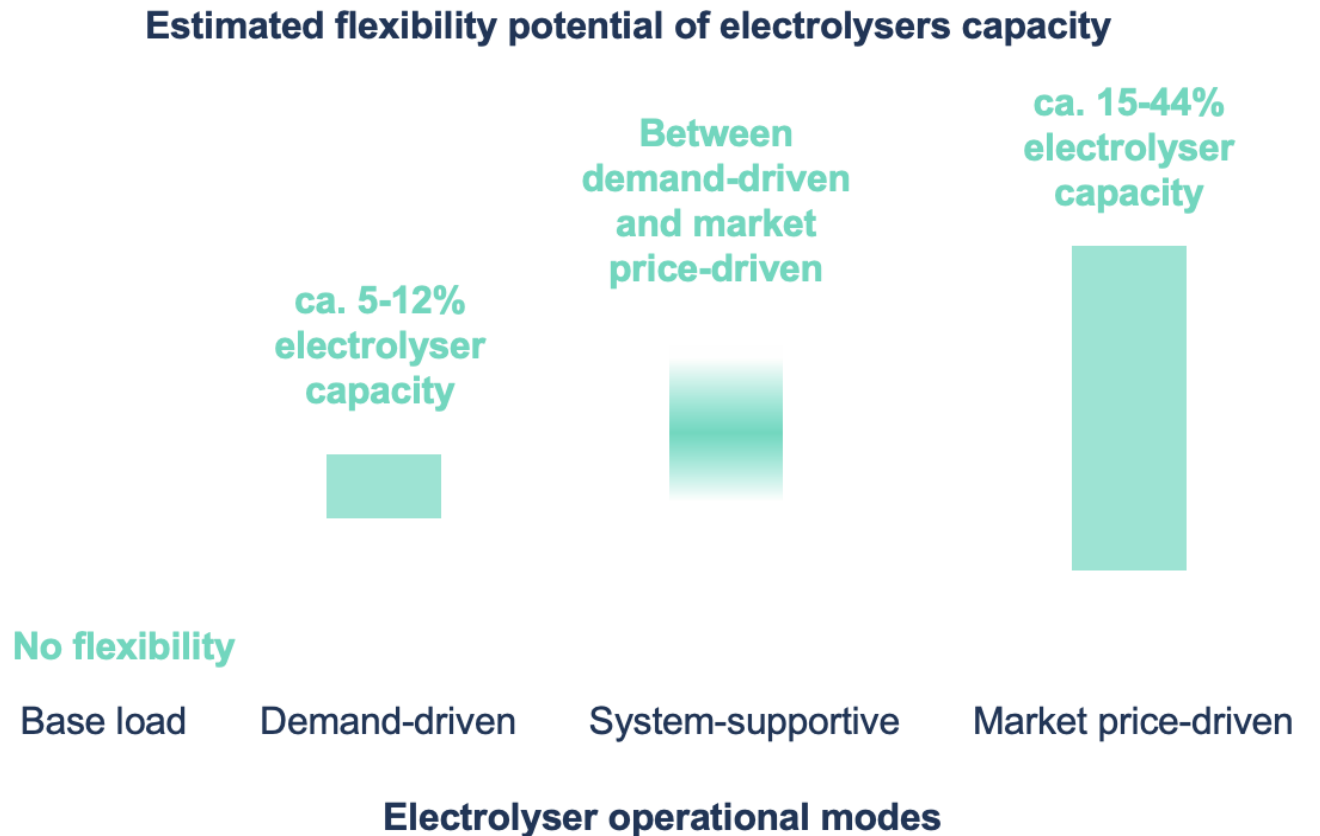 Estimated flexibility potential of electrolysers capacity
ca. 15-44%
electrolyser
capacity
Between
demand-driven
and market
price-driven
ca. 5-12%
electrolyser
capacity
No flexibility
Base load
Demand-driven
System-supportive
Market price-driven
Electrolyser operational modes